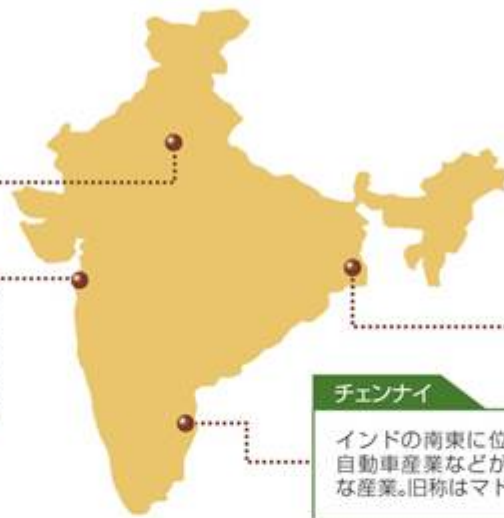 チェンナイ
インドの南東に位
自動車産業などが
な産業。旧称はマト